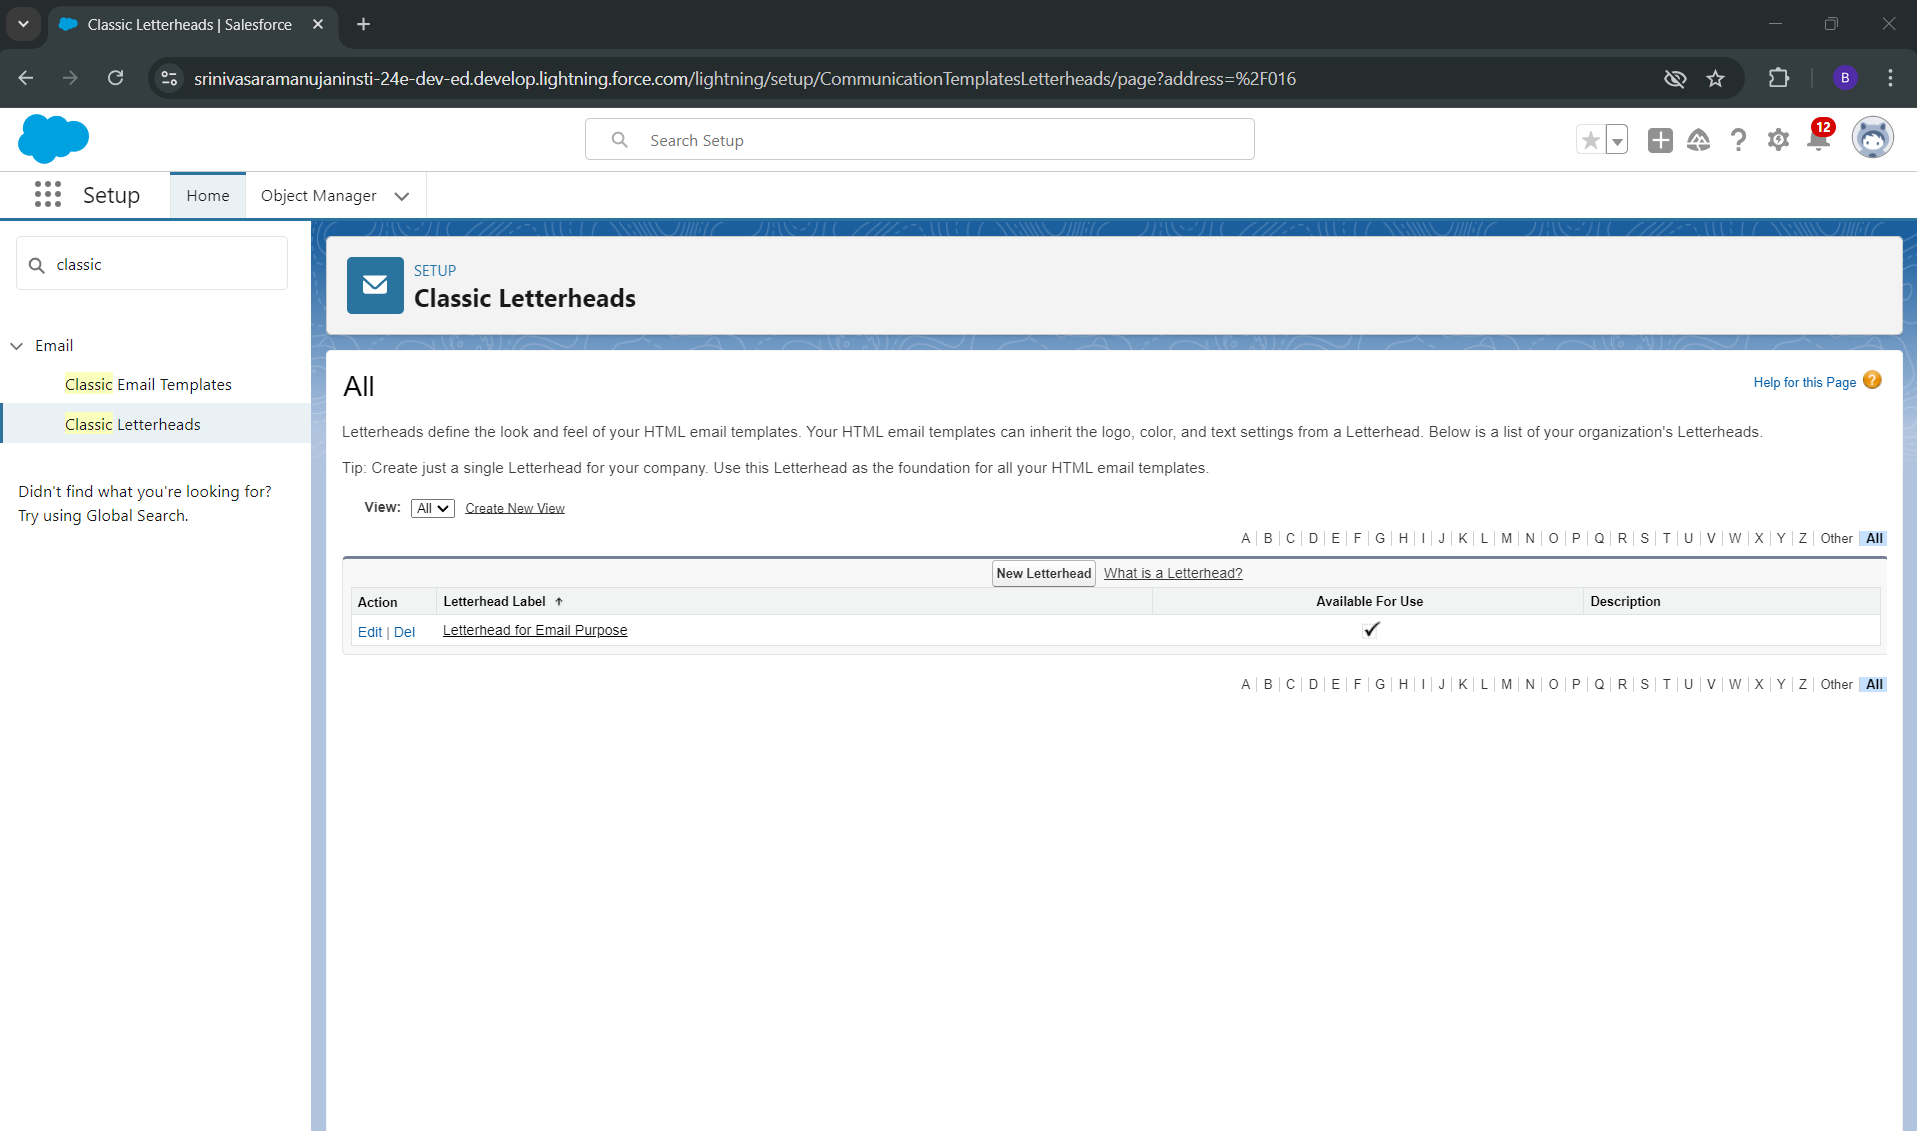 Classic Letterheads | Salesforce
srinivasaramanujaninsti-24e-dev-ed.develop.lightning.force.com/lightning/setup/CommunicationTemplatesLetterheads/page?address=%2F016
B
Search Setup
12
Setup
Home
Object Manager
classic
Email
Classic Email Templates
Classic Letterheads
Didn't find what you're looking for?
Try using Global Search.
SETUP
Classic Letterheads
All
Help for this Page
Letterheads define the look and feel of your HTML email templates. Your HTML email templates can inherit the logo, color, and text settings from a Letterhead. Below is a list of your organization's Letterheads.
Tip: Create just a single Letterhead for your company. Use this Letterhead as the foundation for all your HTML email templates.
View: All Create New View
A | B | C | D | E | F | G | H | I | J | K | L | M | N | O | P | Q | R | S | T | U | V | W | X | Y | Z | Other | All
New Letterhead What is a Letterhead?
Action Letterhead Label Available For Use Description
Edit | Del Letterhead for Email Purpose
A | B | C | D | E | F | G | H | I | J | K | L | M | N | O | P | Q | R | S | T | U | V | W | X | Y | Z | Other | All